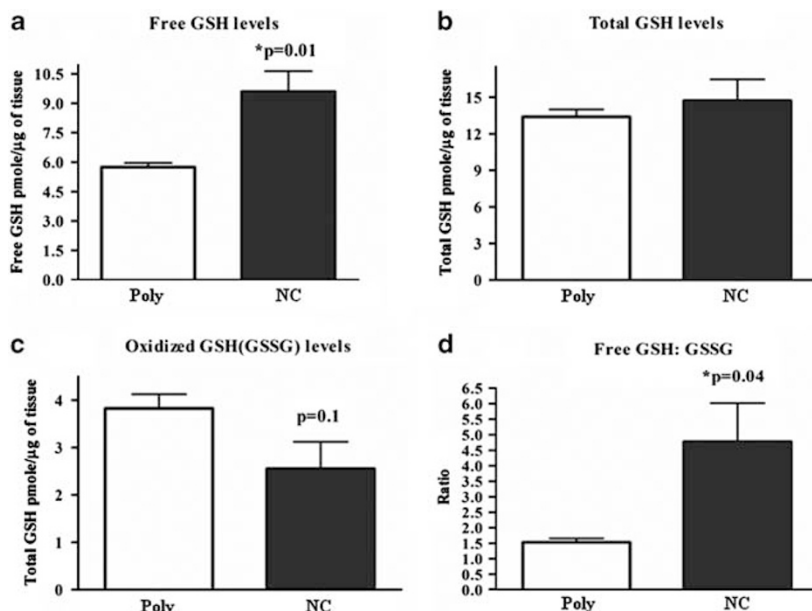 a
Free GSH levels
*p=0.01
Free GSH pmole/µg of tissue
10.5
9.0
6.0
4.5
3.0
1.5
0.0
Poly NC
b
Total GSH levels
Total GSH pmole/µg of tissue
15
12
13
9
3
0
Poly NC
c
Oxidized GSH(GSSG) levels
p=0.1
Total GSH pmole/µg of tissue
4
3
2
0
Poly NC
d
Free GSH: GSSG
*p=0.04
Ratio
6.5
6.0
5.5
5.0
4.5
4.0
3.5
3.0
2.5
2.0
1.5
1.0
0.5
0.0
Poly NC